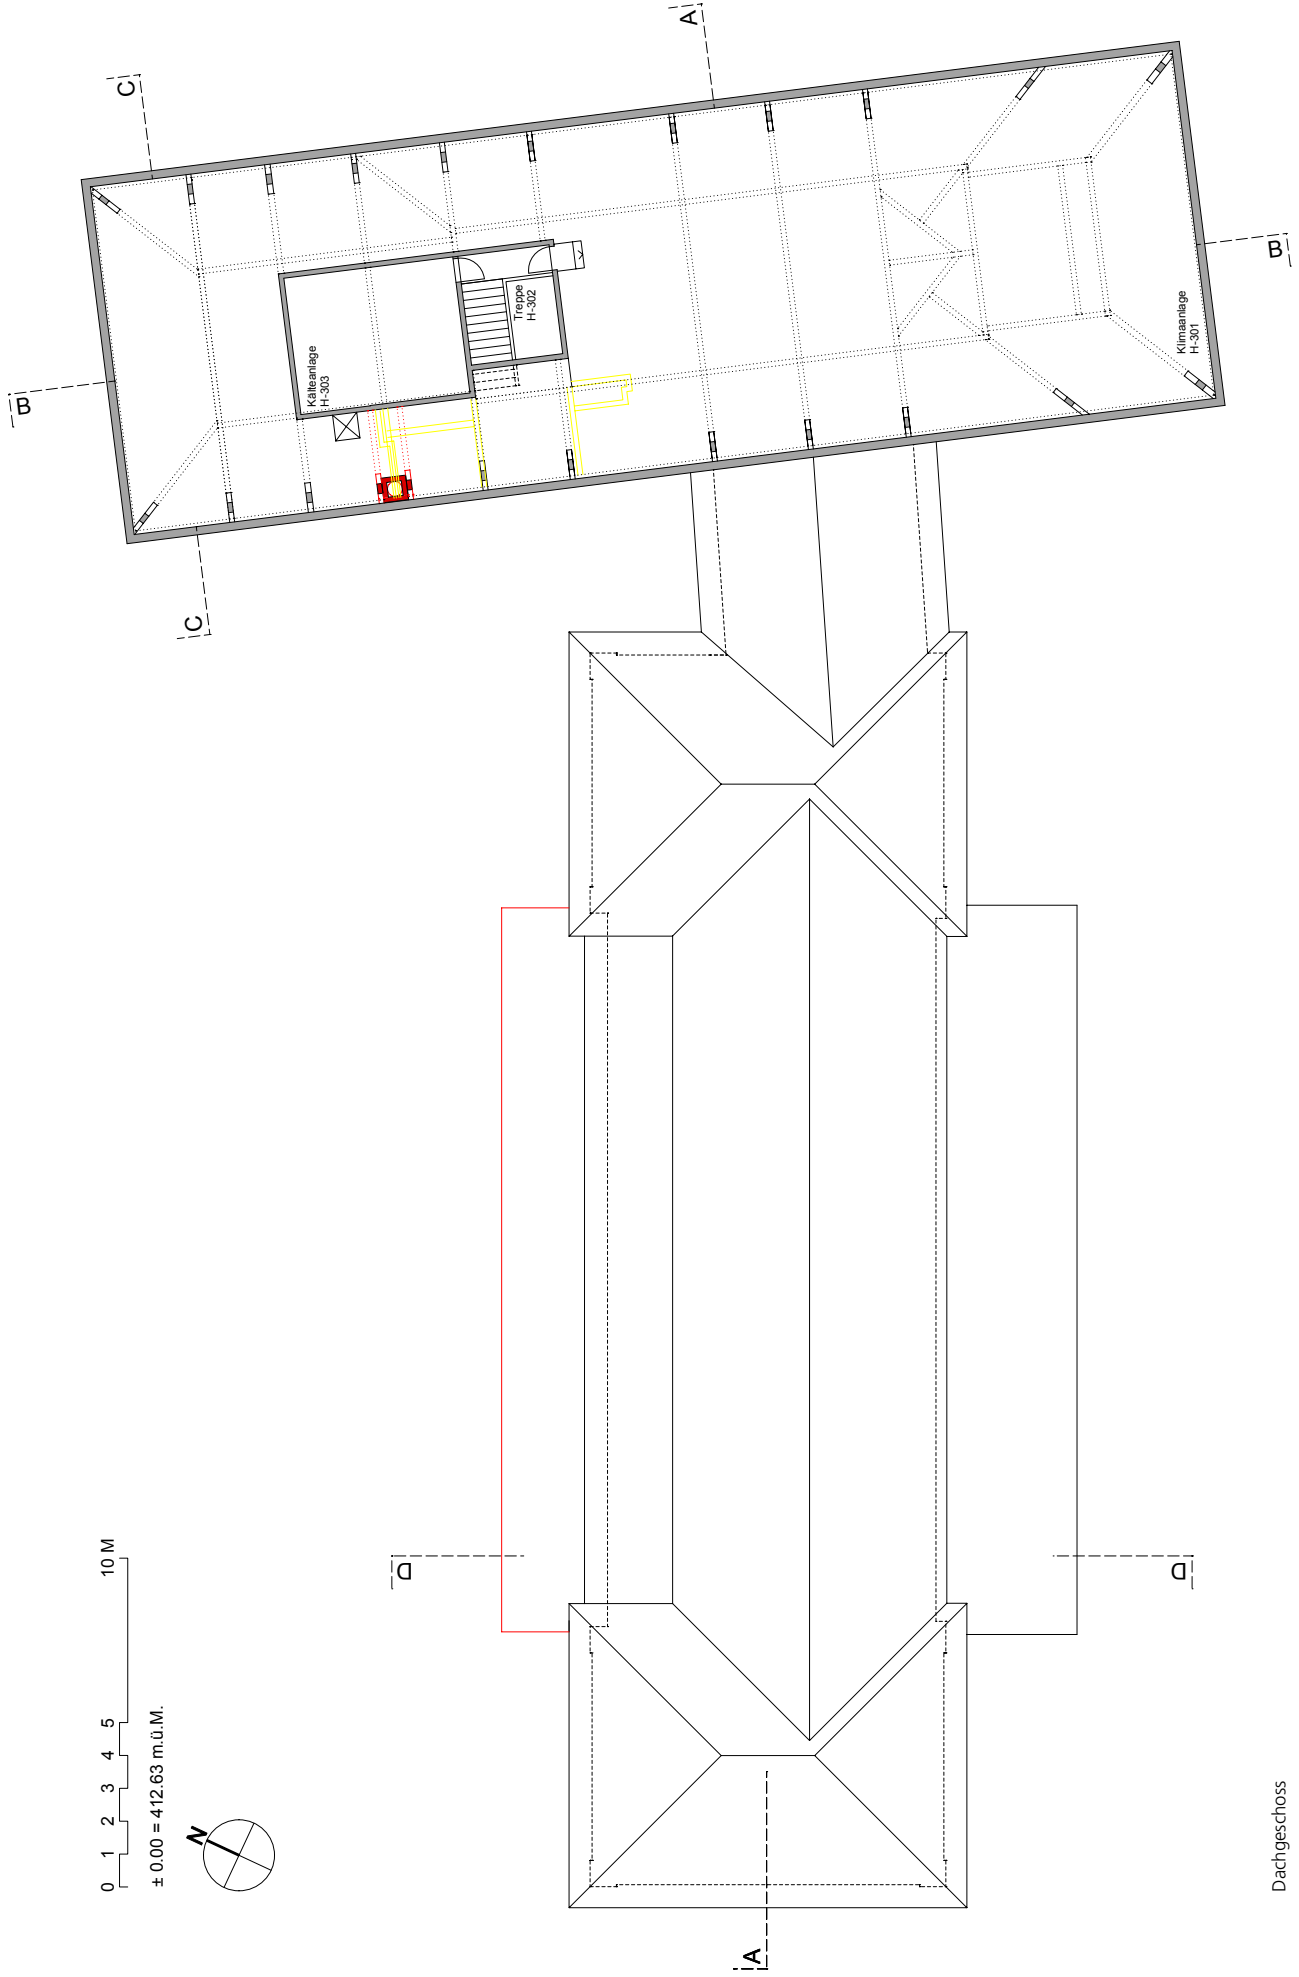 A
C
B
Kälteanlage
H-303
Treppe
H-302
Klimaanlage
H-301
B
C
D
D
A
10 M
5
4
3
2
1
0
± 0.00 = 412.63 m.ü.M.
N
Dachgeschoss